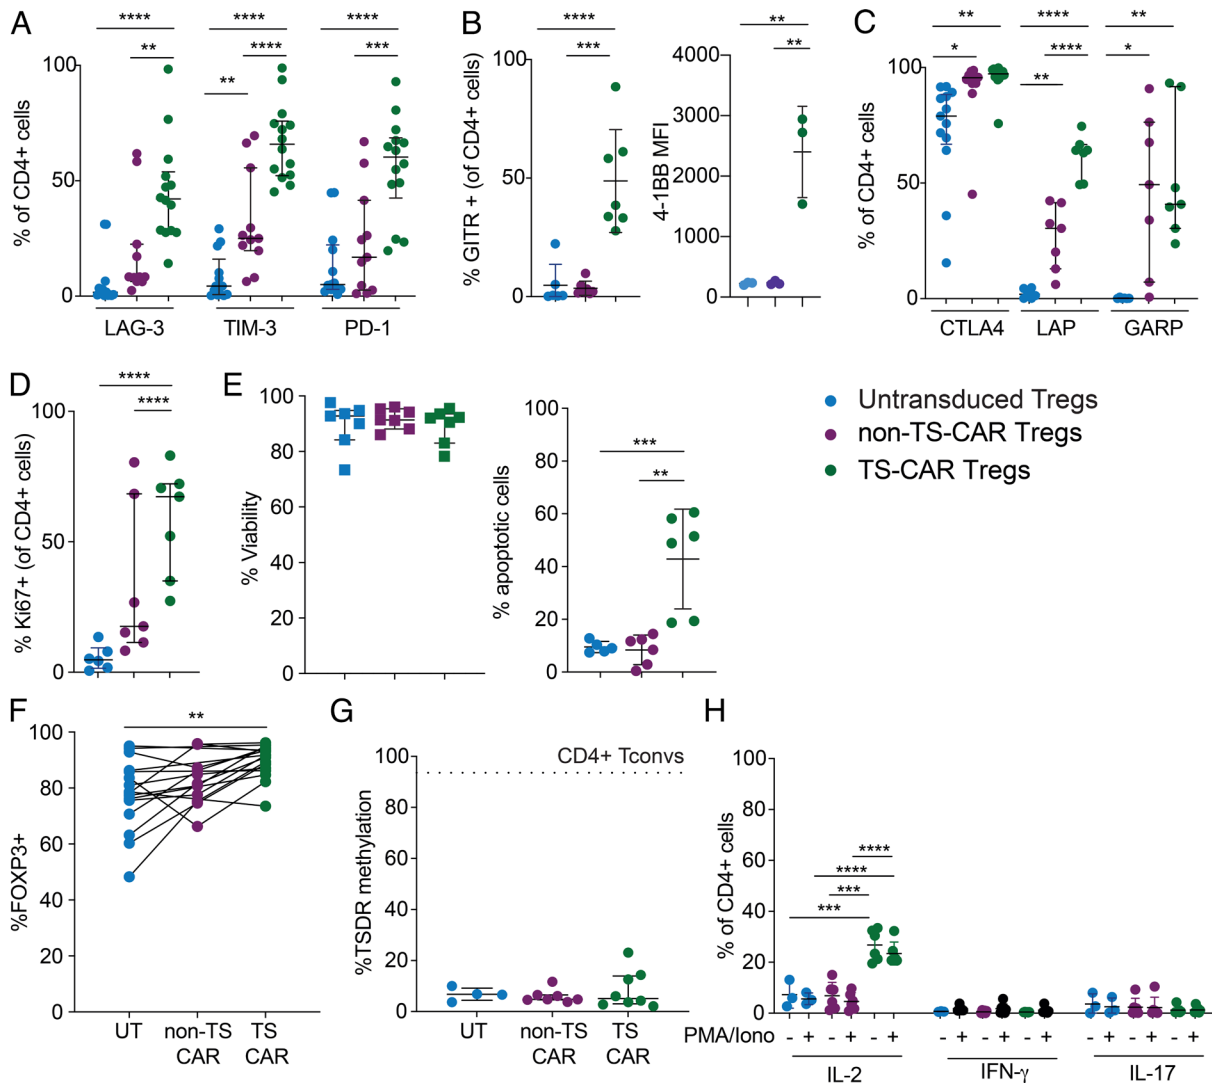 A
% of CD4+ cells
100
50
0
****
**
****
**
****
****
***
LAG-3 TIM-3 PD-1
B
% GITR + (of CD4+ cells)
100
50
0
****
***
4-1BB MFI
4000
3000
2000
1000
0
**
**
C
% of CD4+ cells
100
50
0
**
*
****
****
**
**
*
CTLA4 LAP GARP
D
% Ki67+ (of CD4+ cells)
100
50
0
****
****
E
% Viability
100
80
60
40
20
0
% apoptotic cells
100
80
60
40
20
0
***
**
Untransduced Tregs
non-TS-CAR Tregs
TS-CAR Tregs
F
%FOXP3+
100
80
60
40
20
0
**
UT non-TS TS
CAR CAR
G
%TSDR methylation
100
80
60
40
20
0
CD4+ Tconvs
UT non-TS TS
CAR CAR
H
% of CD4+ cells
100
80
60
40
20
0
****
****
***
***
PMA/Iono - + - + - + - + - + - + - + - + - +
IL-2 IFN-γ IL-17